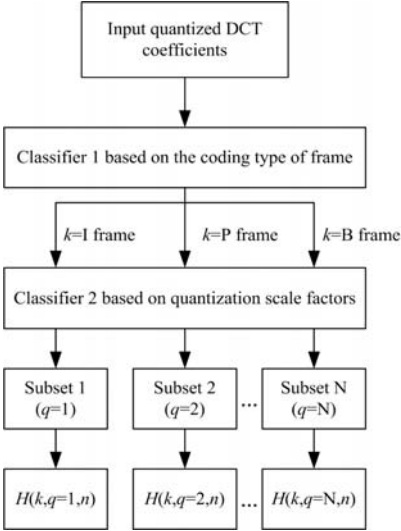 Input quantized DCT
coefficients
Classifier 1 based on the coding type of frame
k=I frame
k=P frame
k=B frame
Classifier 2 based on quantization scale factors
Subset 1
(q=1)
Subset 2
(q=2)
...
Subset N
(q=N)
H(k,q=1,n)
H(k,q=2,n)
...
H(k,q=N,n)